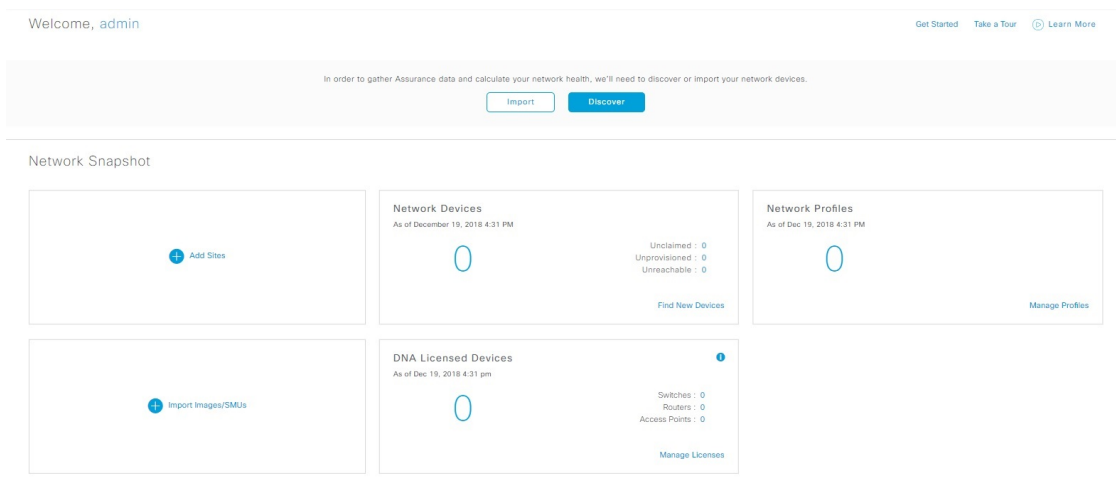 Welcome, admin
Get Started Take a Tour Learn More
In order to gather Assurance data and calculate your network health, we'll need to discover or import your network devices.
Import Discover
Network Snapshot
Add Sites
Network Devices
As of December 19, 2018 4:31 PM
0
Unclaimed : 0
Unprovisioned : 0
Unreachable : 0
Find New Devices
Network Profiles
As of Dec 19, 2018 4:31 PM
0
Manage Profiles
Import Images/SMUs
DNA Licensed Devices
As of Dec 19, 2018 4:31 pm
0
Switches : 0
Routers : 0
Access Points : 0
Manage Licenses